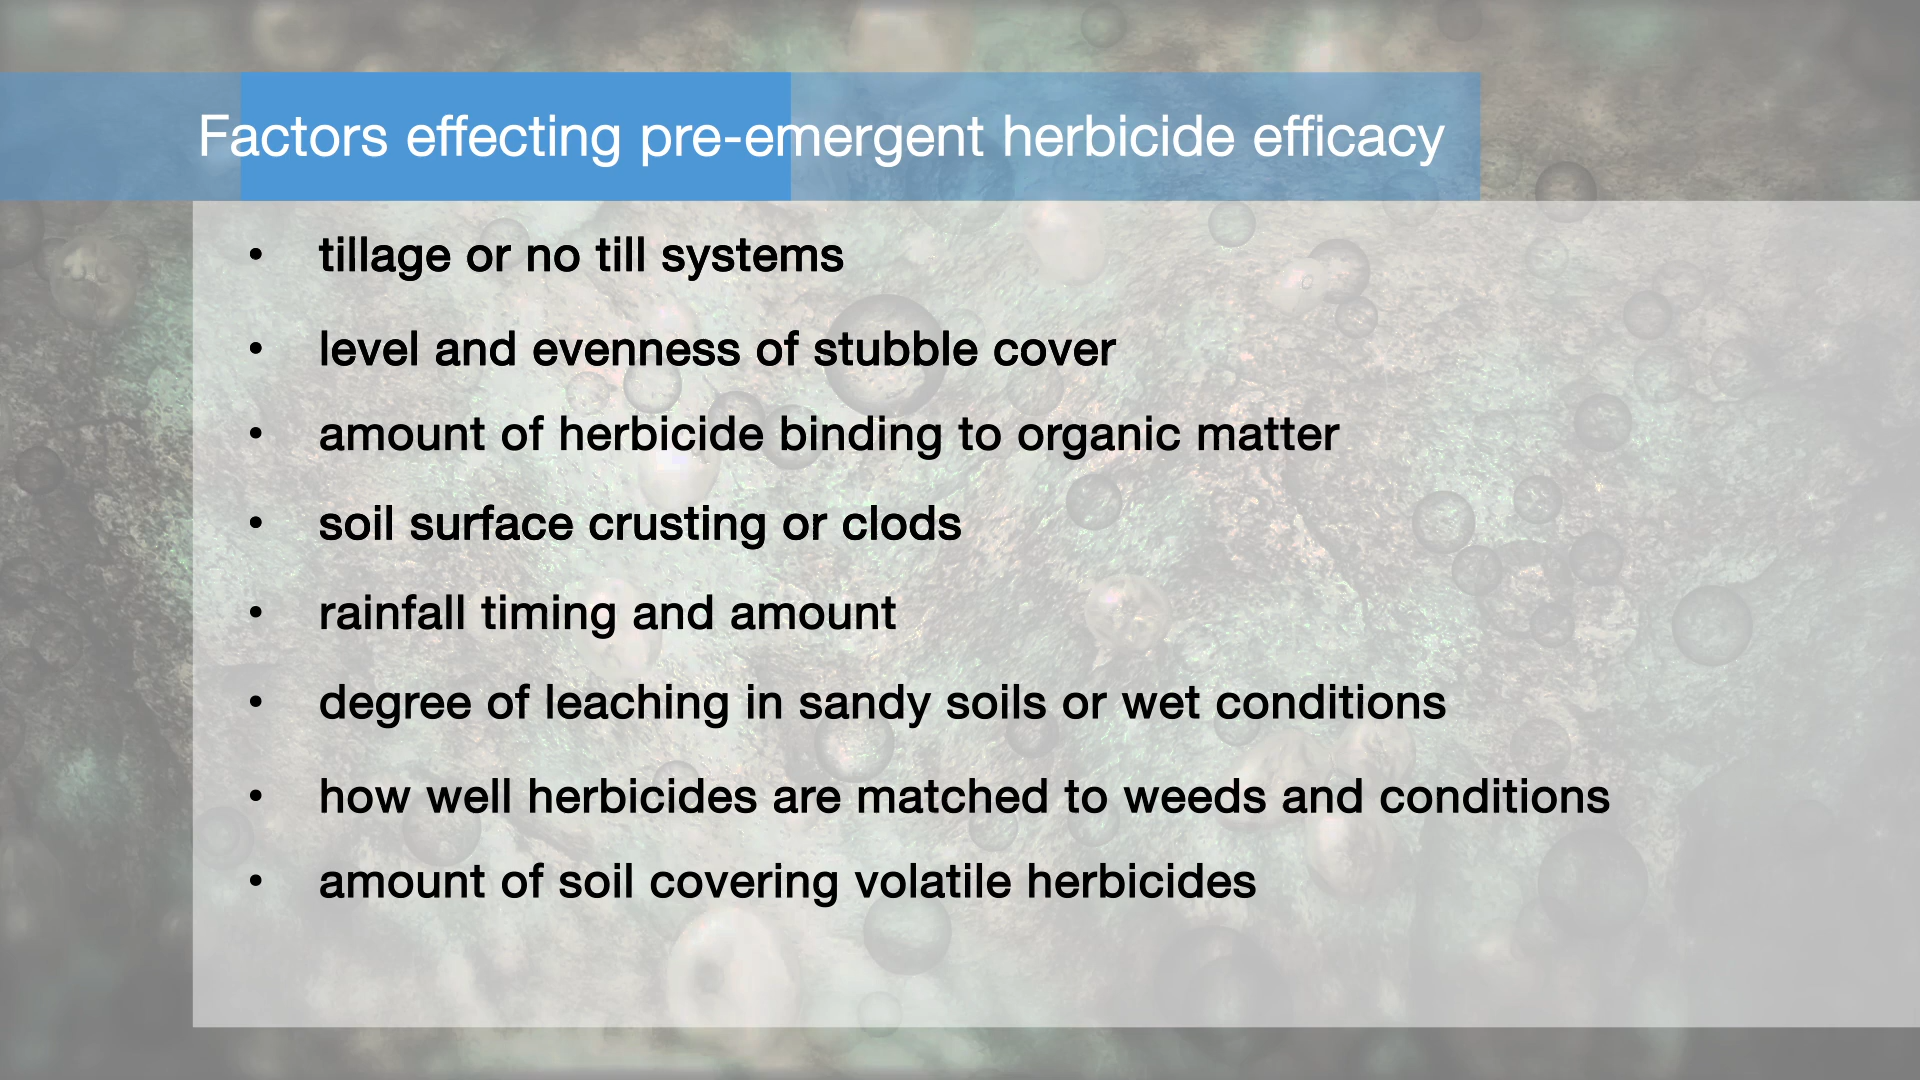 Factors effecting pre-emergent herbicide efficacy
• tillage or no till systems
• level and evenness of stubble cover
• amount of herbicide binding to organic matter
• soil surface crusting or clods
• rainfall timing and amount
• degree of leaching in sandy soils or wet conditions
• how well herbicides are matched to weeds and conditions
• amount of soil covering volatile herbicides